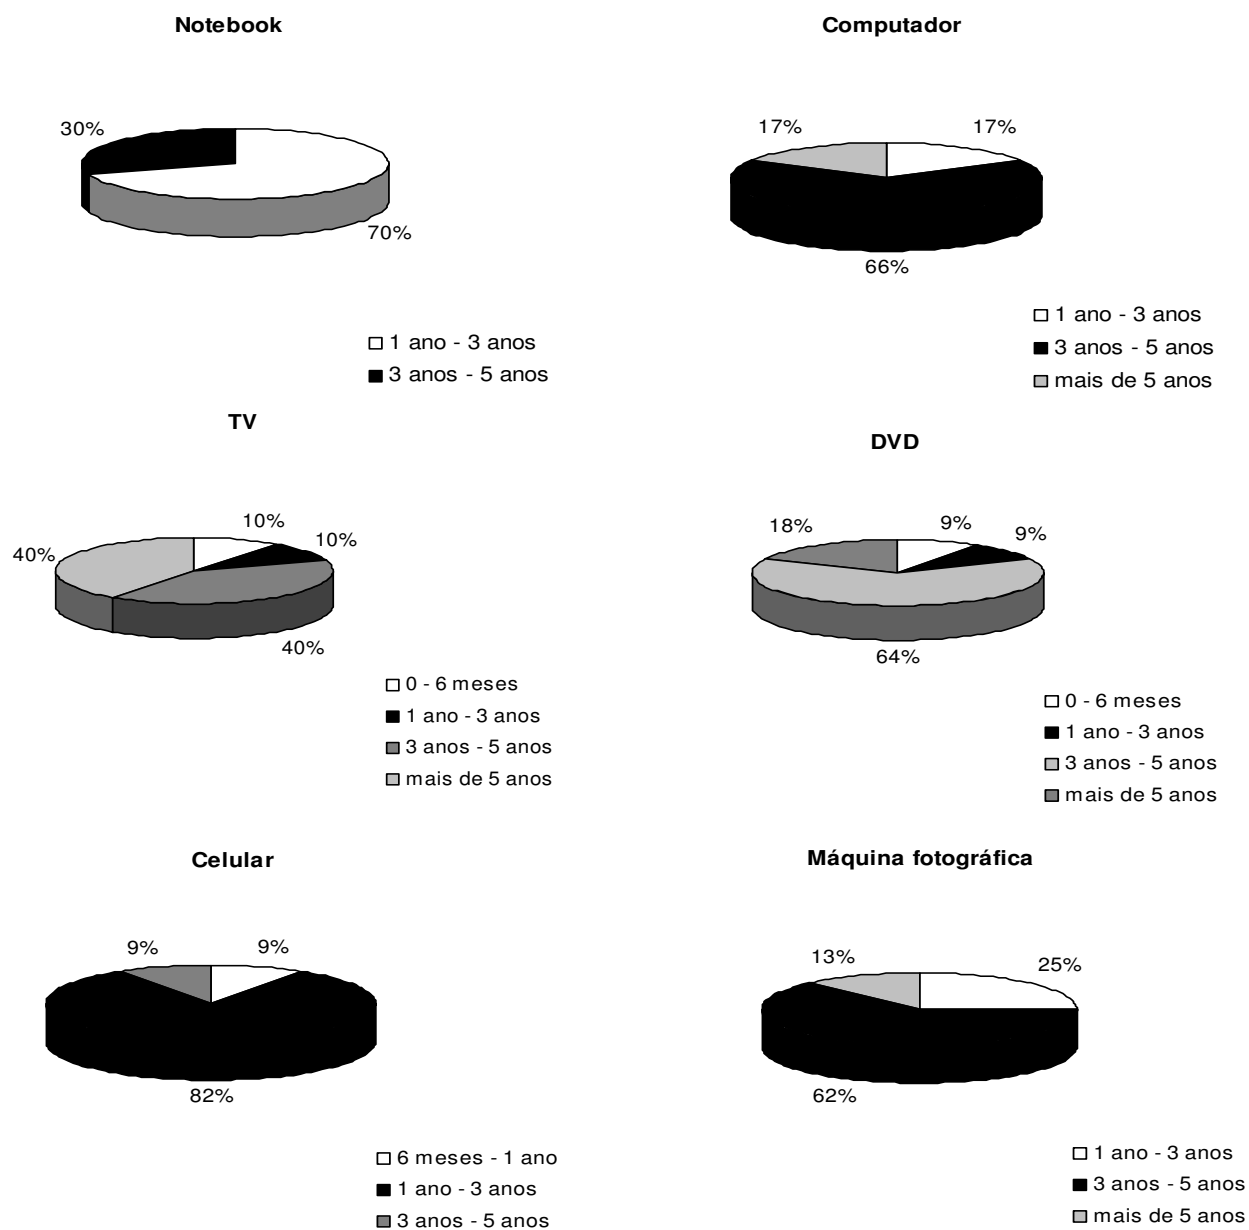 Notebook
30%
70%
1 ano - 3 anos
3 anos - 5 anos
Computador
17%
17%
66%
1 ano - 3 anos
3 anos - 5 anos
mais de 5 anos
TV
10%
10%
40%
40%
0 - 6 meses
1 ano - 3 anos
3 anos - 5 anos
mais de 5 anos
DVD
18%
9%
9%
64%
0 - 6 meses
1 ano - 3 anos
3 anos - 5 anos
mais de 5 anos
Celular
9%
9%
82%
6 meses - 1 ano
1 ano - 3 anos
3 anos - 5 anos
Máquina fotográfica
13%
25%
62%
1 ano - 3 anos
3 anos - 5 anos
mais de 5 anos